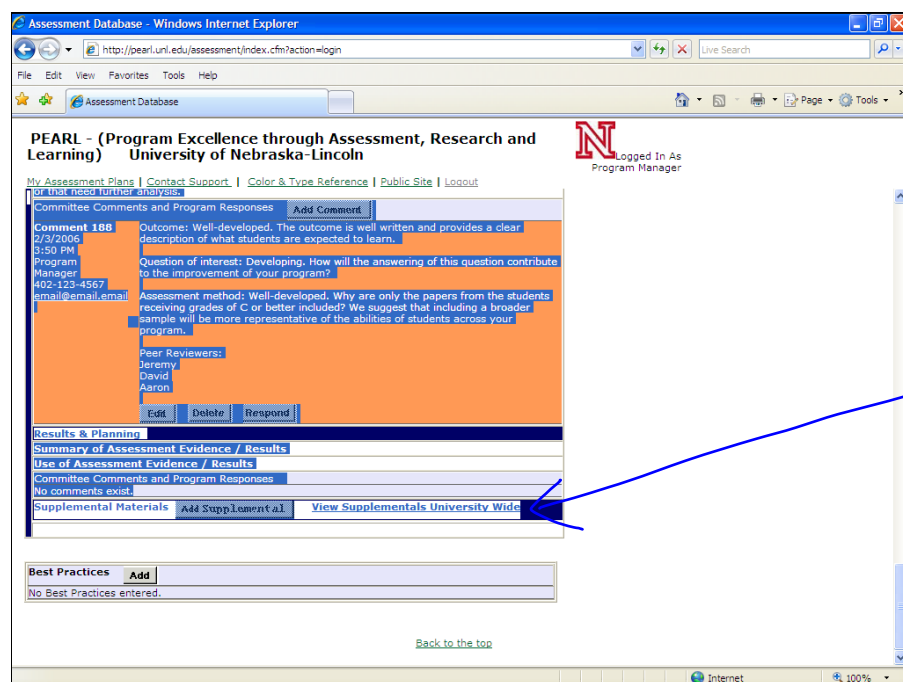 Assessment Database - Windows Internet Explorer
http://pearl.unl.edu/assessment/index.cfm?action=login
Live Search
File Edit View Favorites Tools Help
Assessment Database
Page Tools
PEARL - (Program Excellence through Assessment, Research and
Learning) University of Nebraska-Lincoln
N
Logged In As
Program Manager
My Assessment Plans | Contact Support | Color & Type Reference | Public Site | Logout
or that need further analysis.
Committee Comments and Program Responses Add Comment
Comment 188
2/3/2006
3:50 PM
Program
Manager
402-123-4567
email@email.email
Outcome: Well-developed. The outcome is well written and provides a clear
description of what students are expected to learn.
Question of interest: Developing. How will the answering of this question contribute
to the improvement of your program?
Assessment method: Well-developed. Why are only the papers from the students
receiving grades of C or better included? We suggest that including a broader
sample will be more representative of the abilities of students across your
program.
Peer Reviewers:
Jeremy
David
Aaron
Edit Delete Respond
Results & Planning
Summary of Assessment Evidence / Results
Use of Assessment Evidence / Results
Committee Comments and Program Responses
No comments exist.
Supplemental Materials Add Supplemental View Supplementals University Wide
Best Practices Add
No Best Practices entered.
Back to the top
Internet 100%